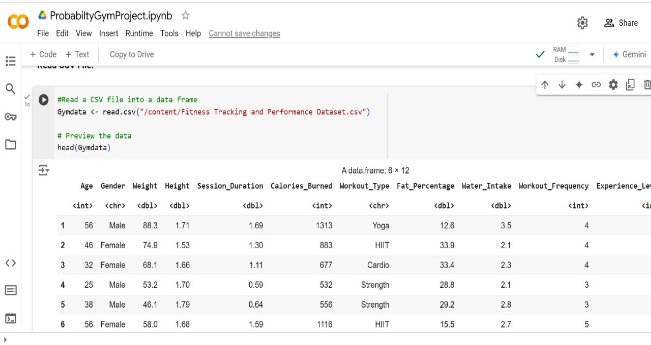 ProbabiltyGymProject.ipynb
File Edit View Insert Runtime Tools Help Cannot save changes
Share
+ Code + Text Copy to Drive
RAM
Disk
Gemini
Read CSV File:
1s
#Read a CSV file into a data frame
Gymdata <- read.csv("/content/Fitness Tracking and Performance Dataset.csv")
# Preview the data
head(Gymdata)
A data.frame: 6 × 12
Age Gender Weight Height Session_Duration Calories_Burned Workout_Type Fat_Percentage Water_Intake Workout_Frequency Experience_Le
<int> <chr> <dbl> <dbl> <dbl> <int> <chr> <dbl> <dbl> <int>
1 56 Male 88.3 1.71 1.69 1313 Yoga 12.6 3.5 4
2 46 Female 74.9 1.53 1.30 883 HIIT 33.9 2.1 4
3 32 Female 68.1 1.66 1.11 677 Cardio 33.4 2.3 4
4 25 Male 53.2 1.70 0.59 532 Strength 28.8 2.1 3
5 38 Male 46.1 1.79 0.64 556 Strength 29.2 2.8 3
6 56 Female 58.0 1.68 1.59 1116 HIIT 15.5 2.7 5